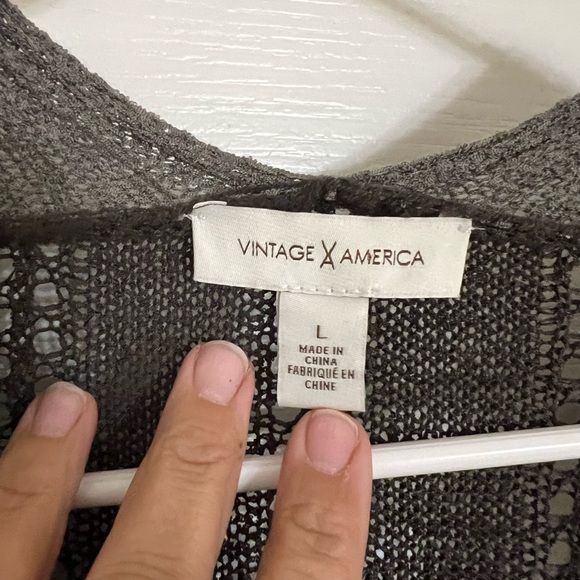 VINTAGE X AMERICA
L
MADE IN
CHINA
FABRIQUÉ EN
CHINE